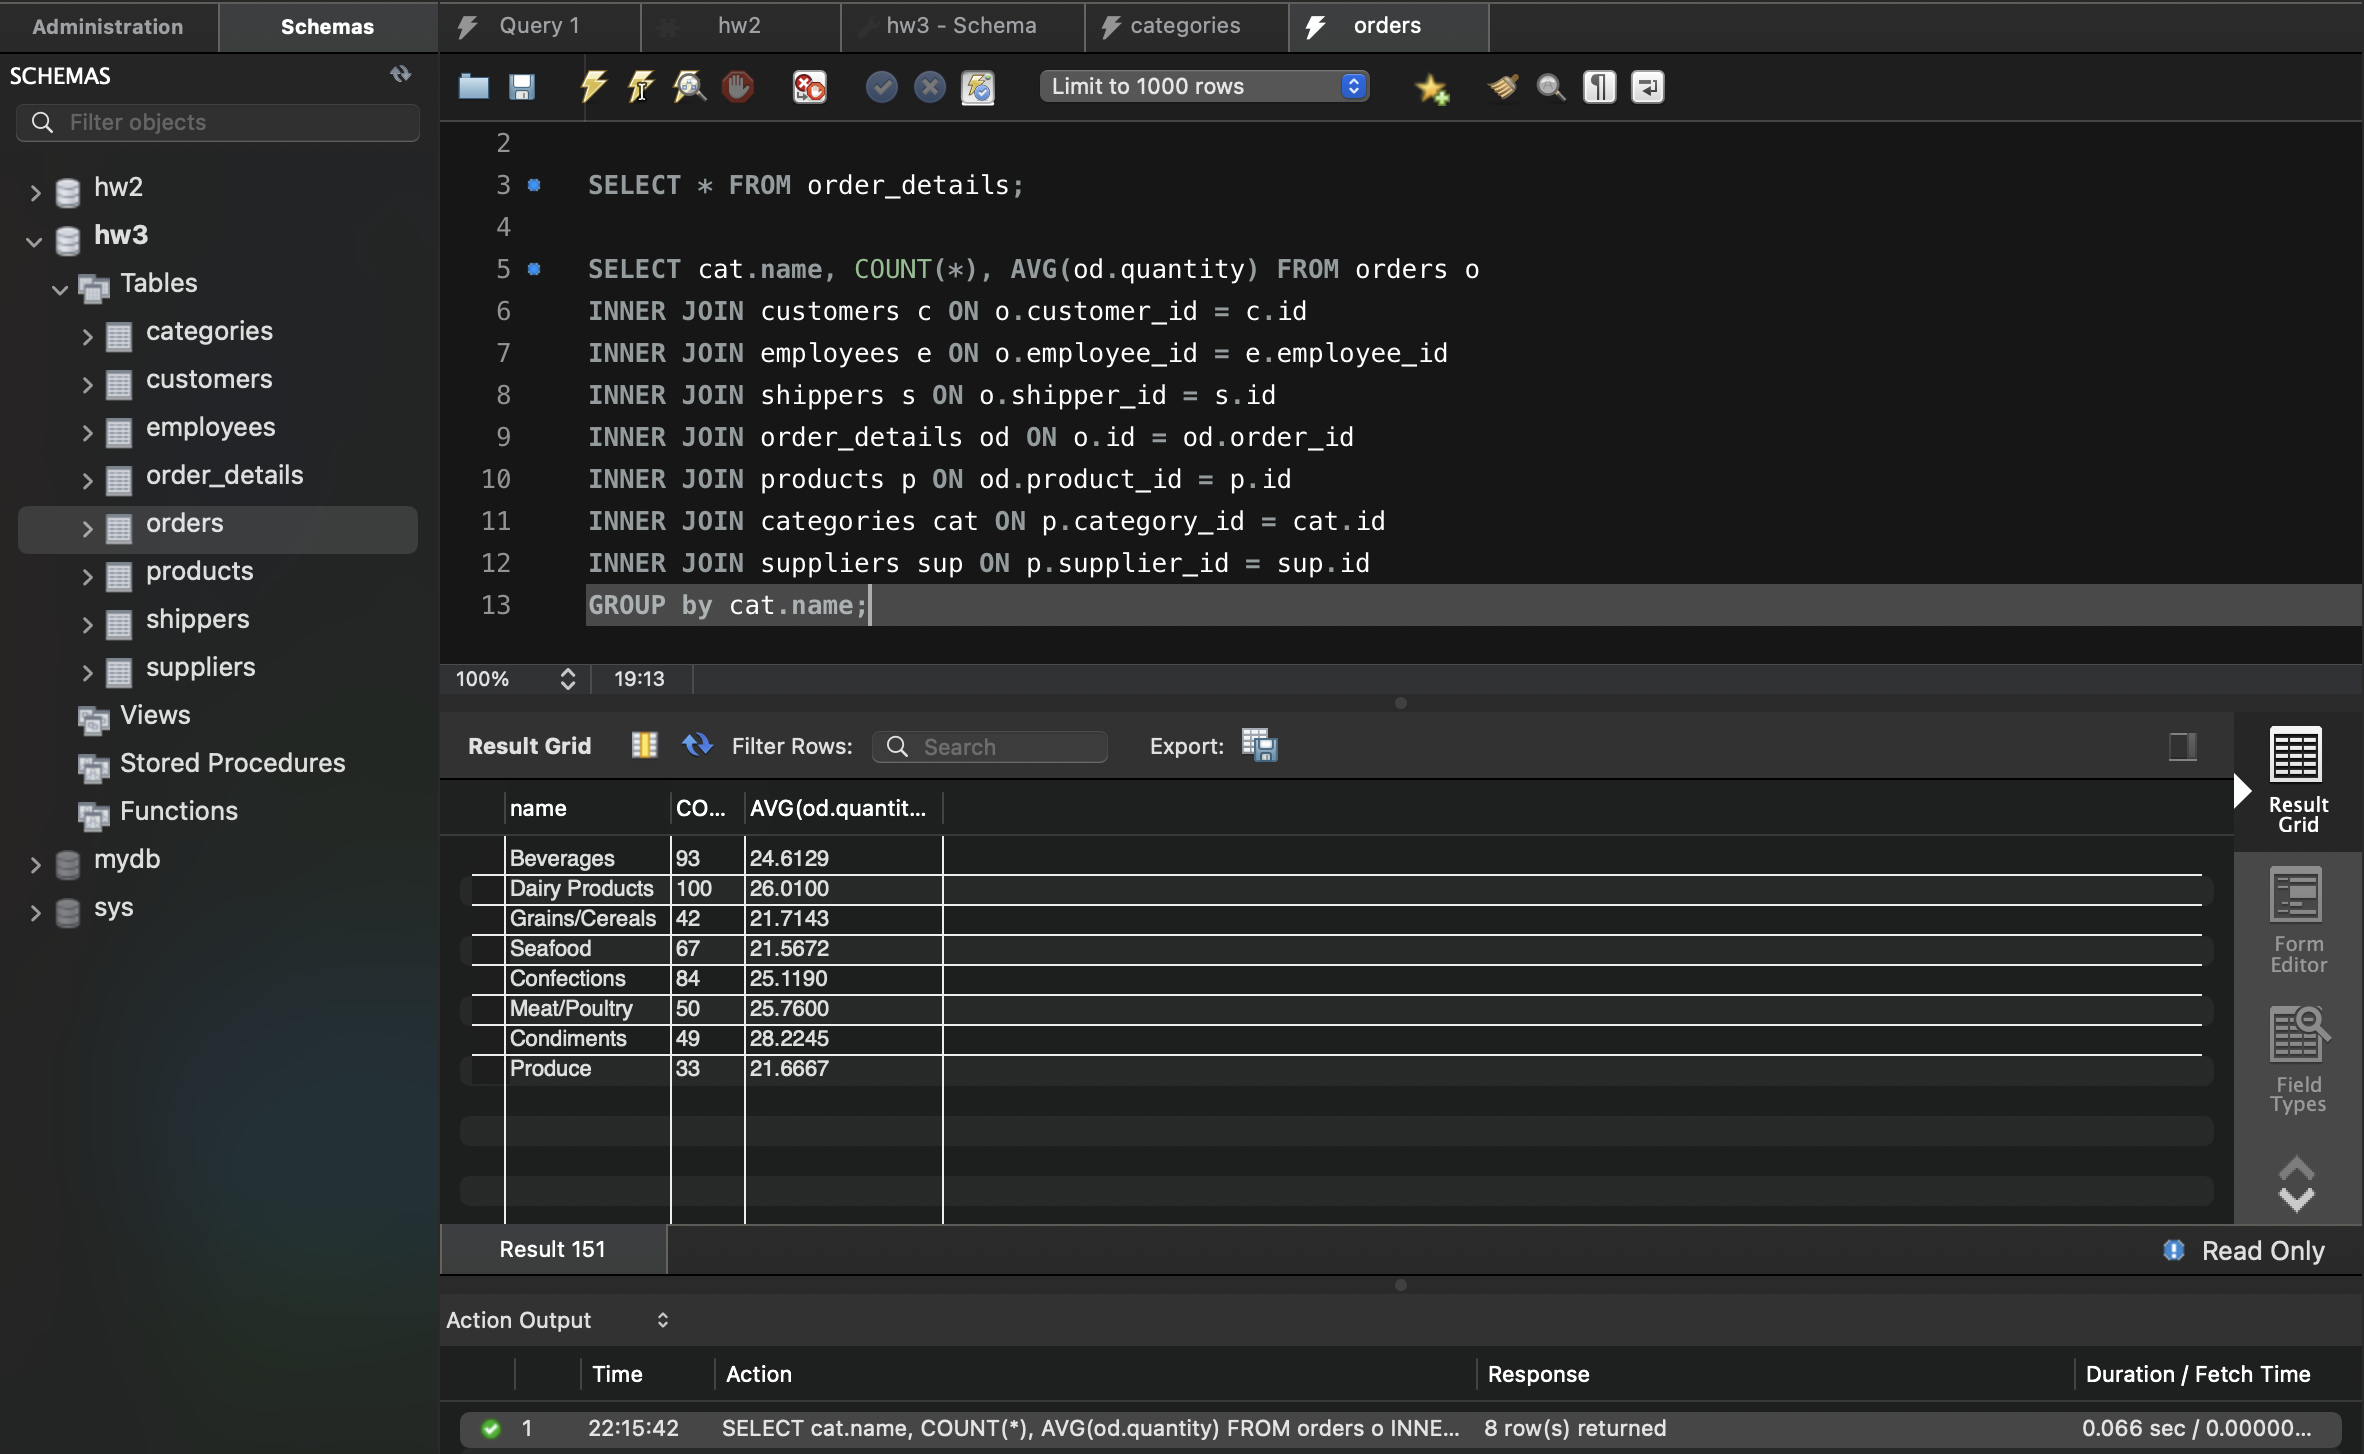 Administration
Schemas
Query 1
hw2
hw3 - Schema
categories
orders
SCHEMAS
Filter objects
hw2
hw3
Tables
categories
customers
employees
order_details
orders
products
shippers
suppliers
Views
Stored Procedures
Functions
mydb
sys
Limit to 1000 rows
2
3 SELECT * FROM order_details;
4
5 SELECT cat.name, COUNT(*), AVG(od.quantity) FROM orders o
6 INNER JOIN customers c ON o.customer_id = c.id
7 INNER JOIN employees e ON o.employee_id = e.employee_id
8 INNER JOIN shippers s ON o.shipper_id = s.id
9 INNER JOIN order_details od ON o.id = od.order_id
10 INNER JOIN products p ON od.product_id = p.id
11 INNER JOIN categories cat ON p.category_id = cat.id
12 INNER JOIN suppliers sup ON p.supplier_id = sup.id
13 GROUP by cat.name;
100% 19:13
Result Grid Filter Rows: Search Export:
name CO... AVG(od.quantit...
Beverages 93 24.6129
Dairy Products 100 26.0100
Grains/Cereals 42 21.7143
Seafood 67 21.5672
Confections 84 25.1190
Meat/Poultry 50 25.7600
Condiments 49 28.2245
Produce 33 21.6667
Result
Grid
Form
Editor
Field
Types
Result 151
Read Only
Action Output
Time Action Response Duration / Fetch Time
1 22:15:42 SELECT cat.name, COUNT(*), AVG(od.quantity) FROM orders o INNE... 8 row(s) returned 0.066 sec / 0.00000...